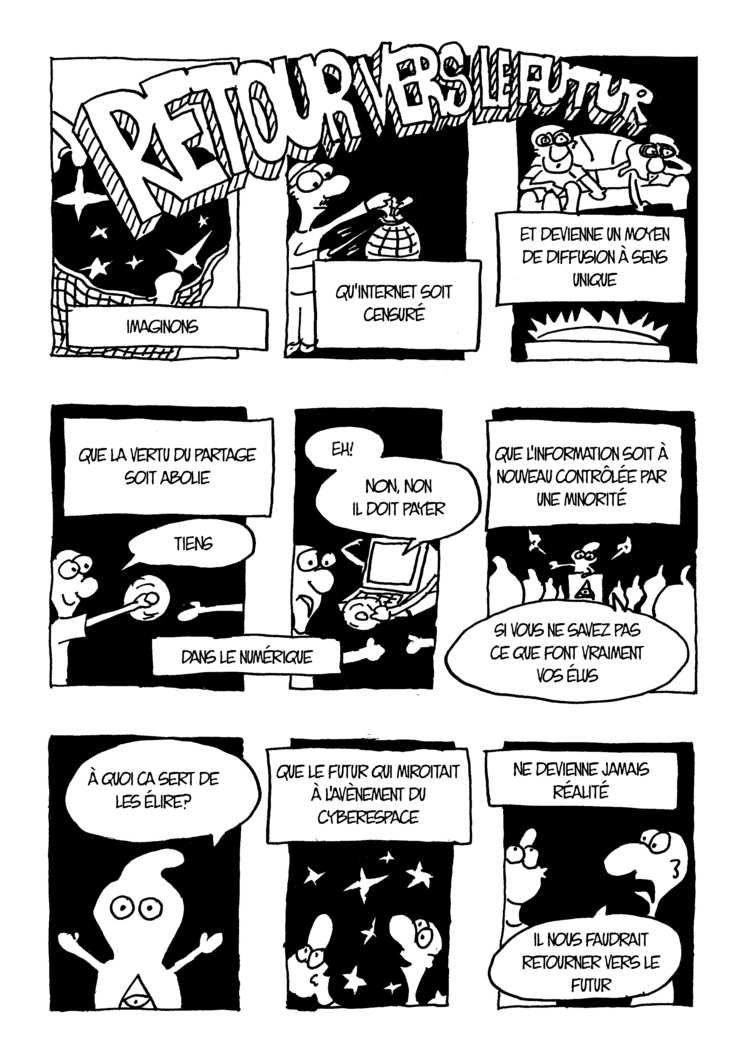 RETOUR VERS LE FUTUR
IMAGINONS
QU'INTERNET SOIT
CENSURÉ
ET DEVIENNE UN MOYEN
DE DIFFUSION À SENS
UNIQUE
QUE LA VERTU DU PARTAGE
SOIT ABOLIE
TIENS
DANS LE NUMÉRIQUE
EH!
NON, NON
IL DOIT PAYER
QUE L'INFORMATION SOIT À
NOUVEAU CONTRÔLÉE PAR
UNE MINORITÉ
SI VOUS NE SAVEZ PAS
CE QUE FONT VRAIMENT
VOS ÉLUS
À QUOI CA SERT DE
LES ÉLIRE?
QUE LE FUTUR QUI MIROITAIT
À L'AVÈNEMENT DU
CYBERESPACE
NE DEVIENNE JAMAIS
RÉALITÉ
IL NOUS FAUDRAIT
RETOURNER VERS LE
FUTUR